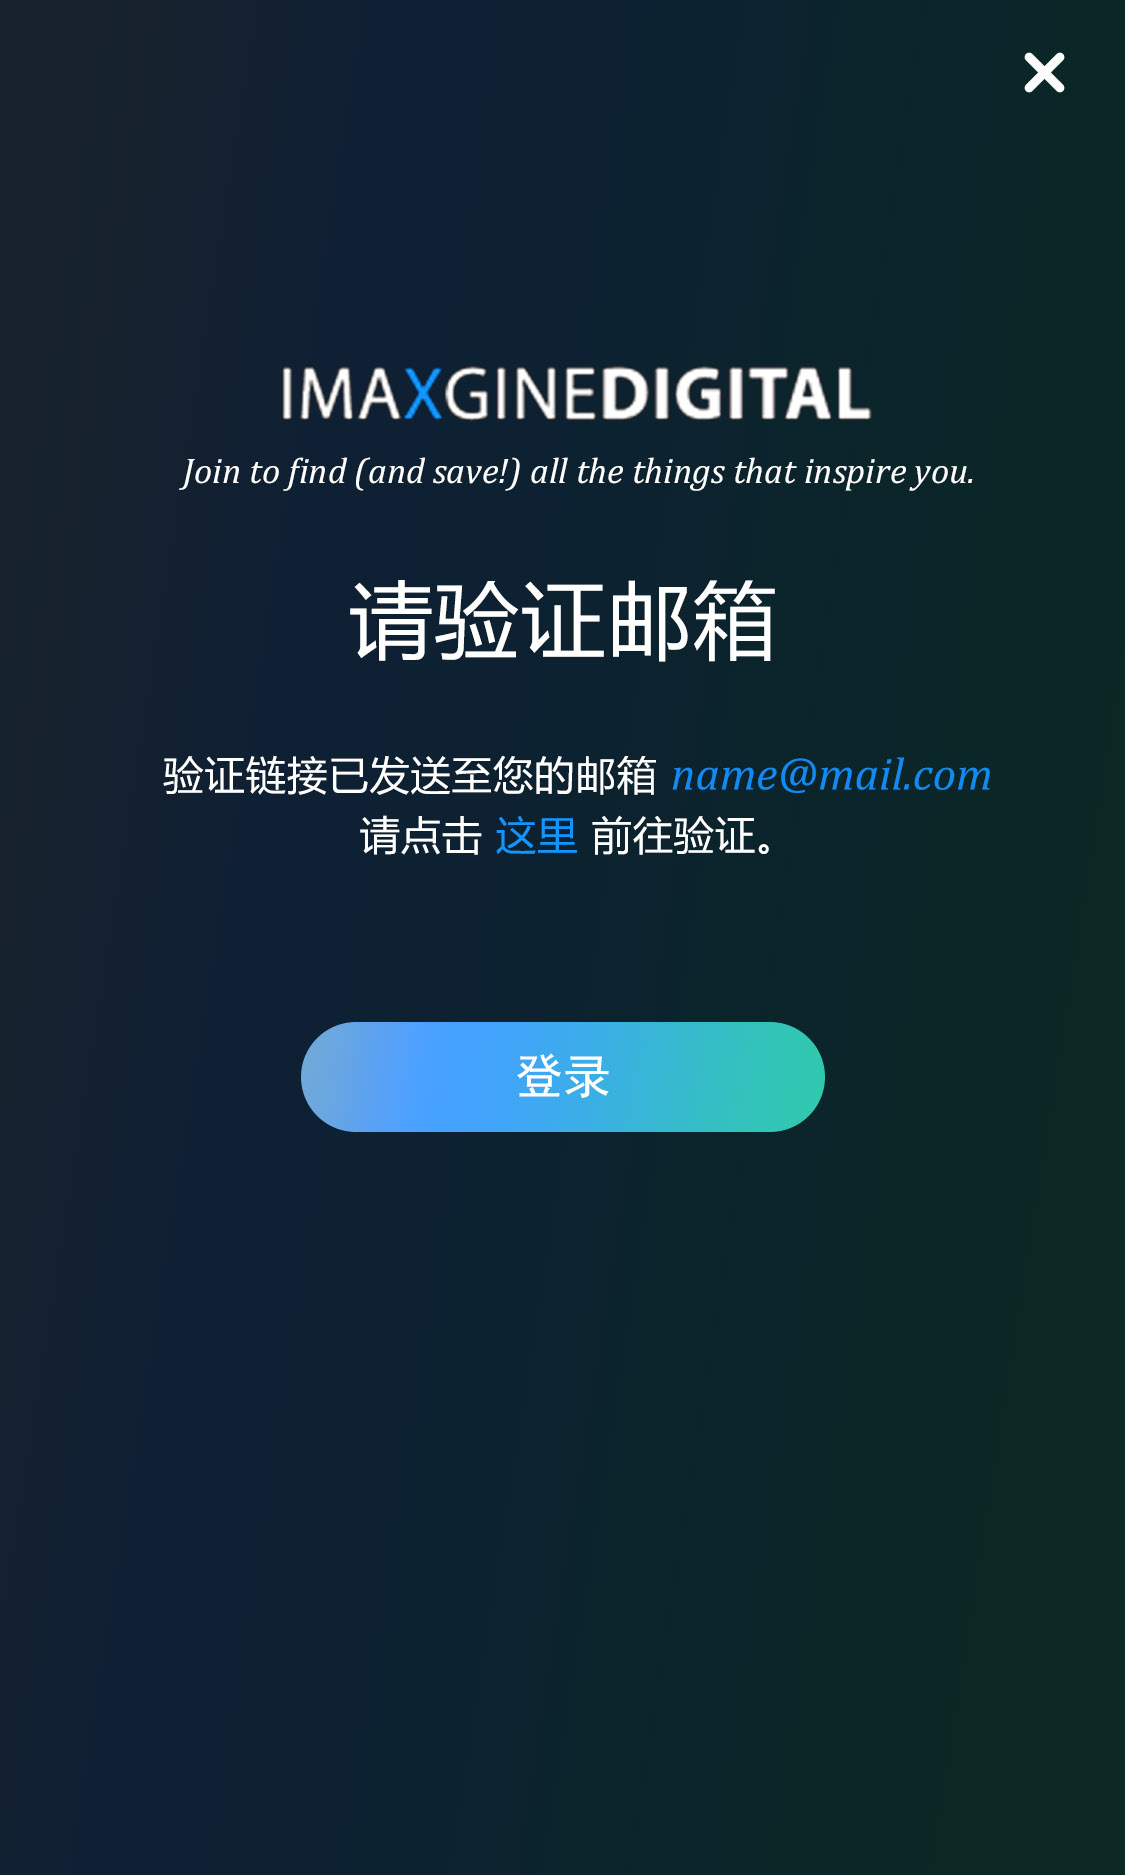 IMAXGINEDIGITAL
Join to find (and save!) all the things that inspire you.
请验证邮箱
验证链接已发送至您的邮箱 name@mail.com
请点击 这里 前往验证。
登录